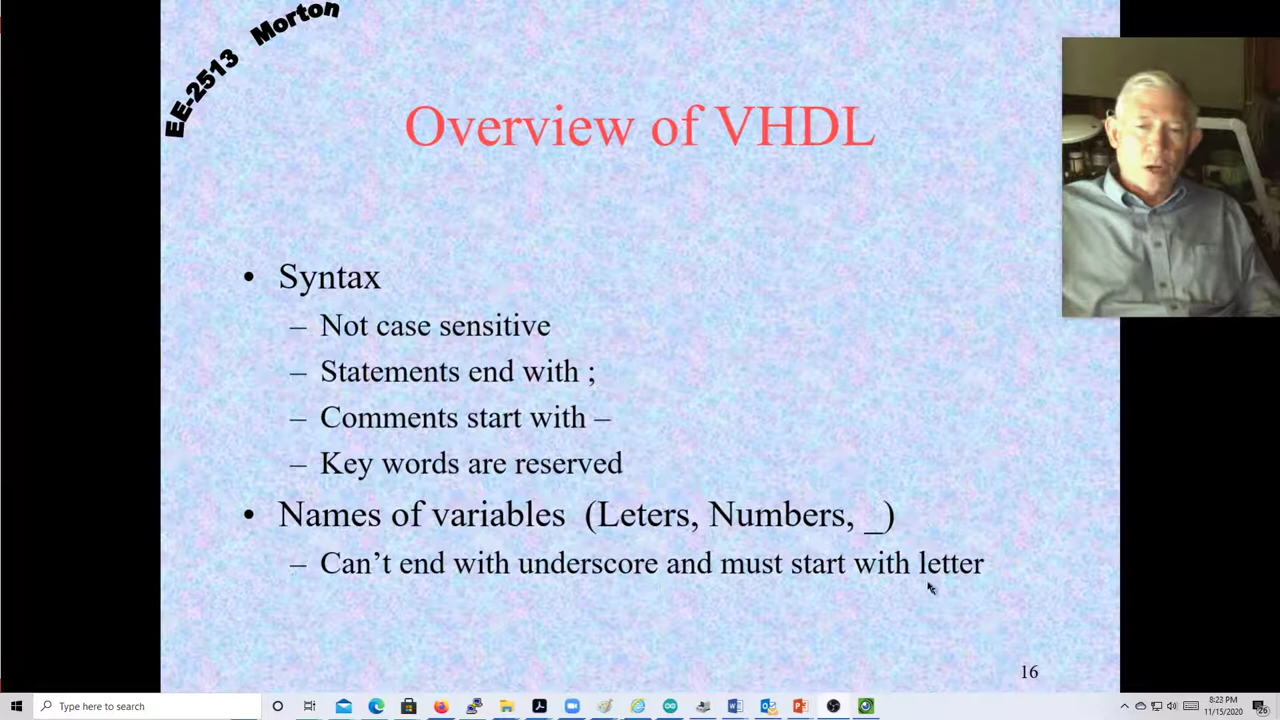 EE-2513 Morton
Overview of VHDL
• Syntax
– Not case sensitive
– Statements end with ;
– Comments start with –
– Key words are reserved
• Names of variables (Leters, Numbers, _)
– Can’t end with underscore and must start with letter
16
Type here to search
8:23 PM
11/15/2020
26